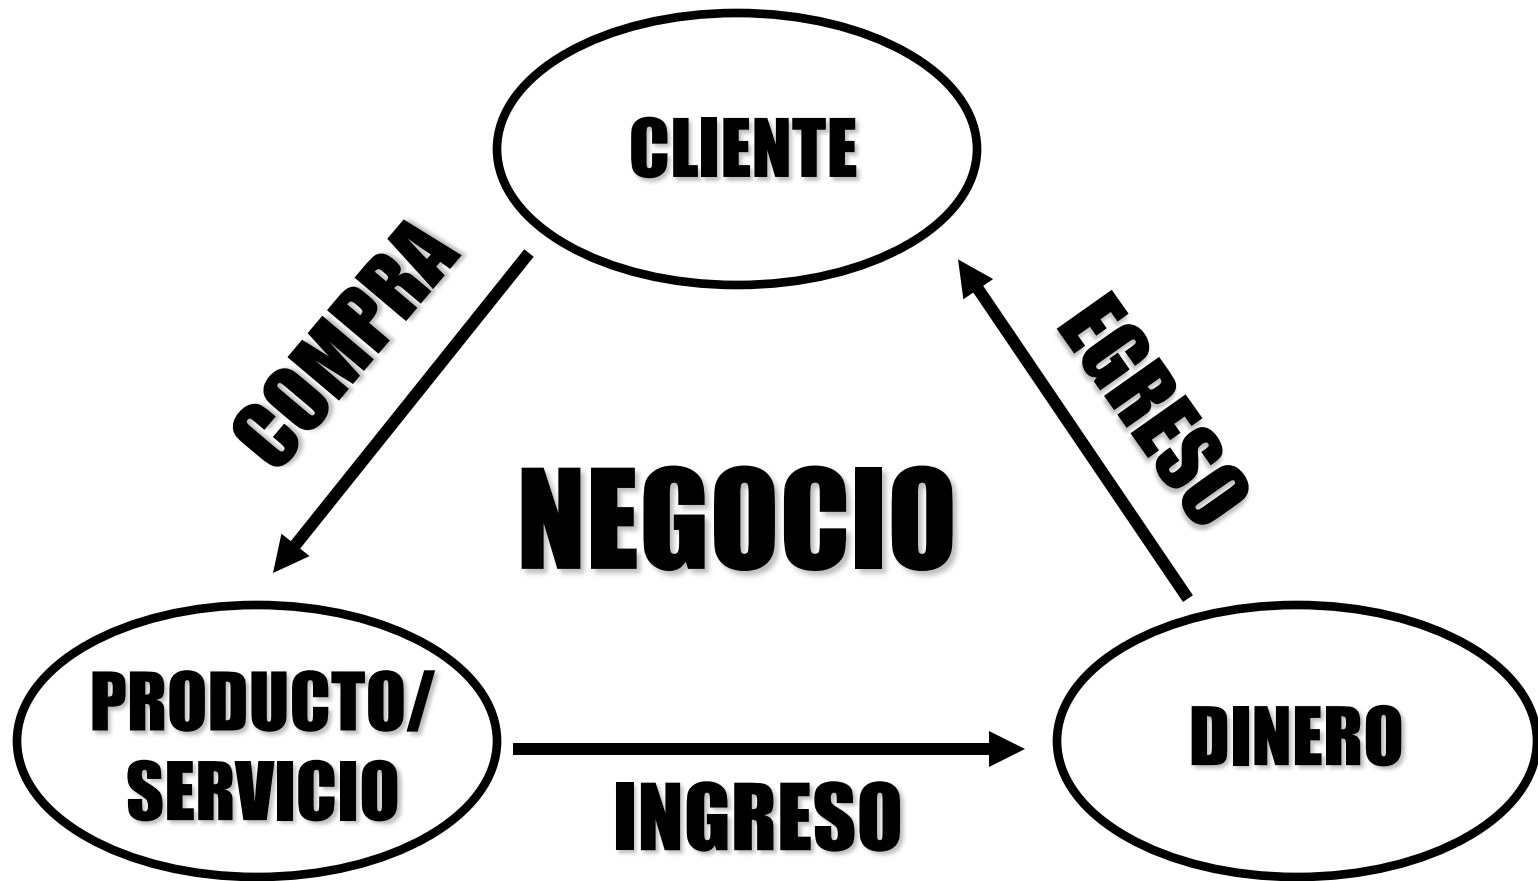 CLIENTE
COMPRA
EGRESO
NEGOCIO
PRODUCTO/
SERVICIO
DINERO
INGRESO